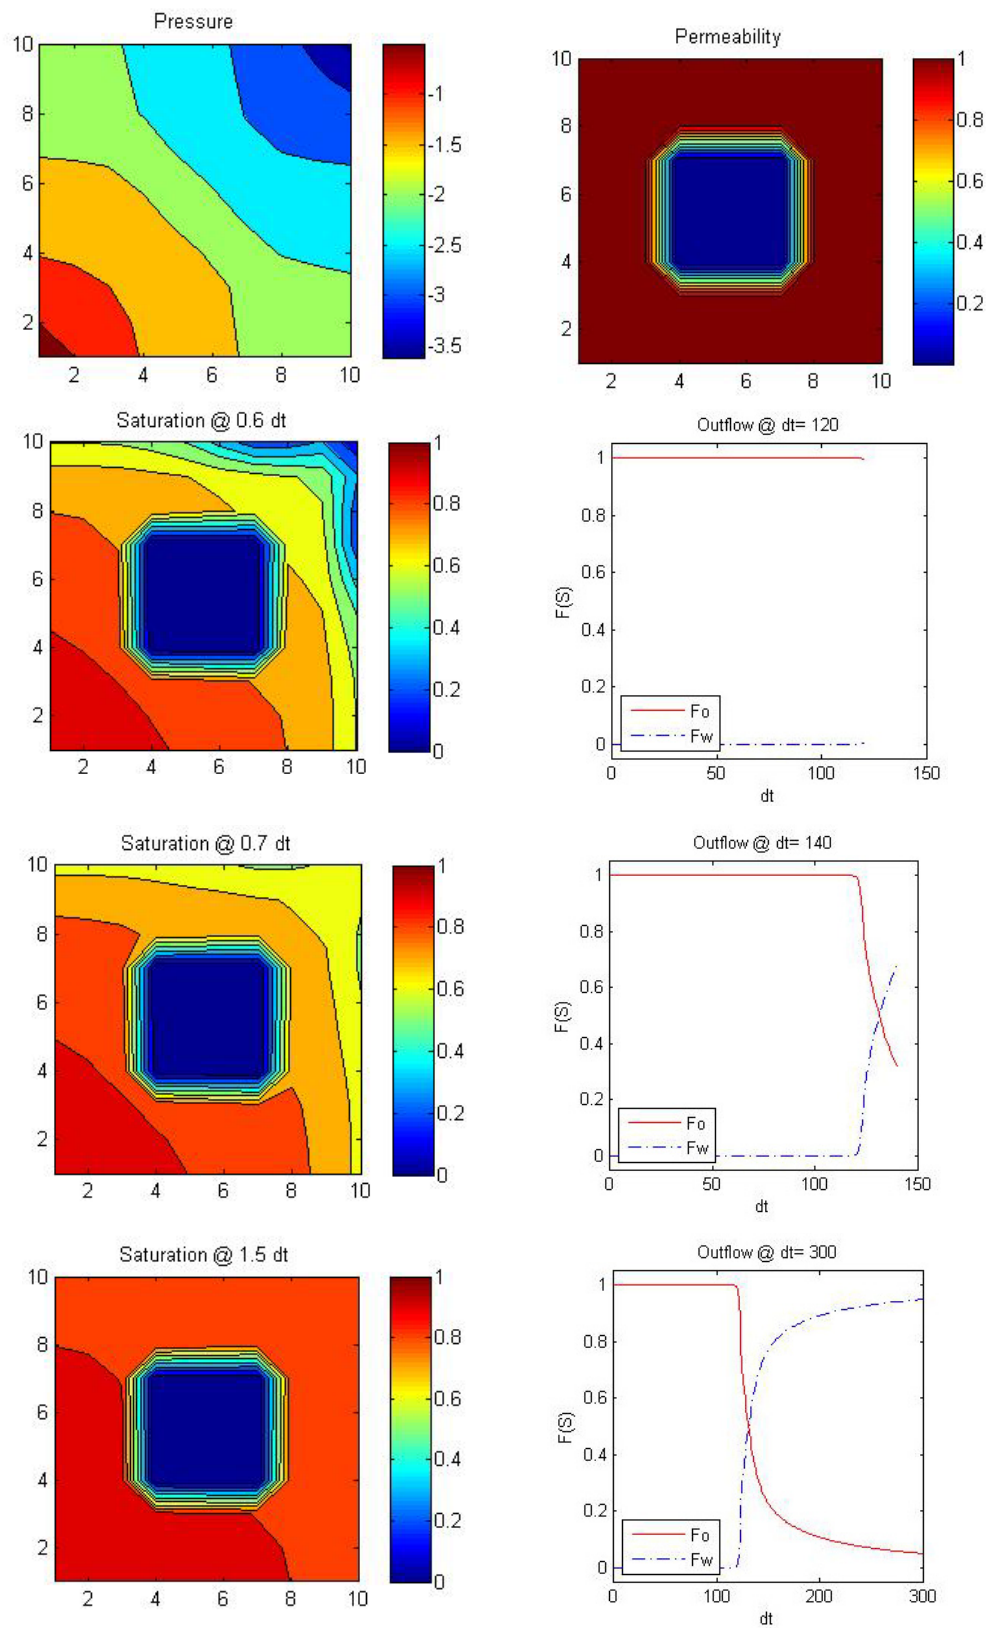 Pressure
10
8
6
4
2
2 4 6 8 10
-1
-1.5
-2
-2.5
-3
-3.5
Permeability
10
8
6
4
2
2 4 6 8 10
1
0.8
0.6
0.4
0.2
Saturation @ 0.6 dt
10
8
6
4
2
2 4 6 8 10
1
0.8
0.6
0.4
0.2
0
Outflow @ dt= 120
1
0.8
0.6
0.4
0.2
0
F(S)
Fo
Fw
0 50 100 150
dt
Saturation @ 0.7 dt
10
8
6
4
2
2 4 6 8 10
1
0.8
0.6
0.4
0.2
0
Outflow @ dt= 140
1
0.8
0.6
0.4
0.2
0
F(S)
Fo
Fw
0 50 100 150
dt
Saturation @ 1.5 dt
10
8
6
4
2
2 4 6 8 10
1
0.8
0.6
0.4
0.2
0
Outflow @ dt= 300
1
0.8
0.6
0.4
0.2
0
F(S)
Fo
Fw
0 100 200 300
dt